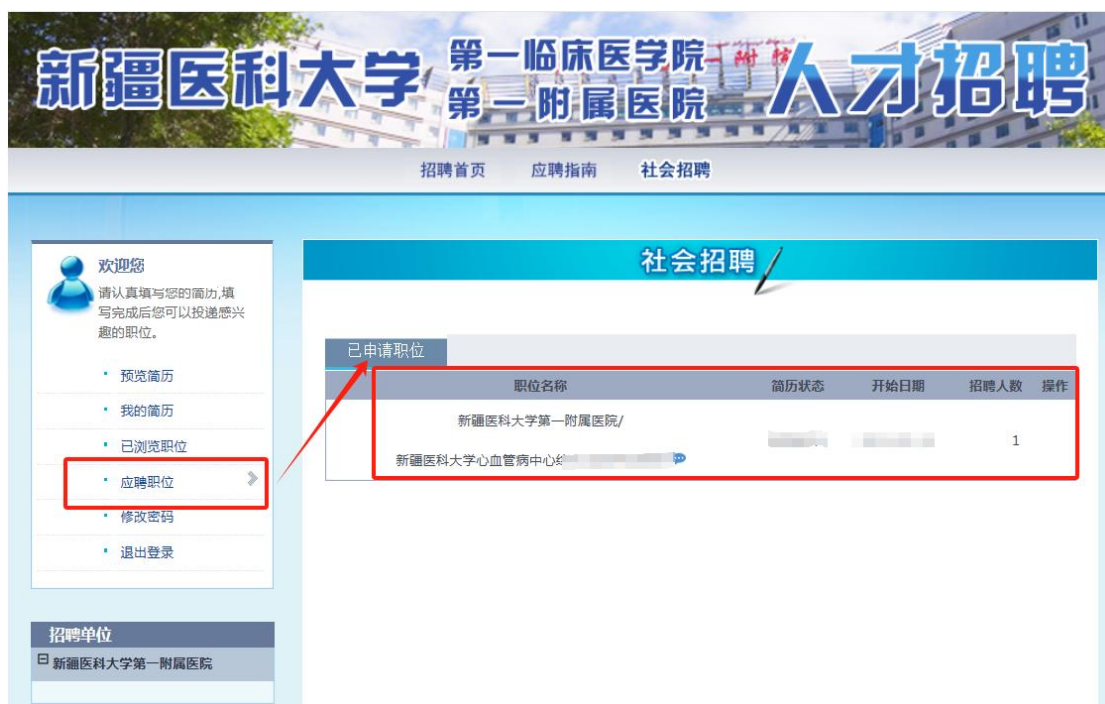 新疆医科大学
第一临床医学院
第一附属医院
人才招聘
招聘首页 应聘指南 社会招聘
欢迎您
请认真填写您的简历,填
写完成后您可以投递感兴
趣的职位。
预览简历
我的简历
已浏览职位
应聘职位
修改密码
退出登录
招聘单位
新疆医科大学第一附属医院
社会招聘
已申请职位
职位名称 简历状态 开始日期 招聘人数 操作
新疆医科大学第一附属医院/
新疆医科大学心血管病中心
1